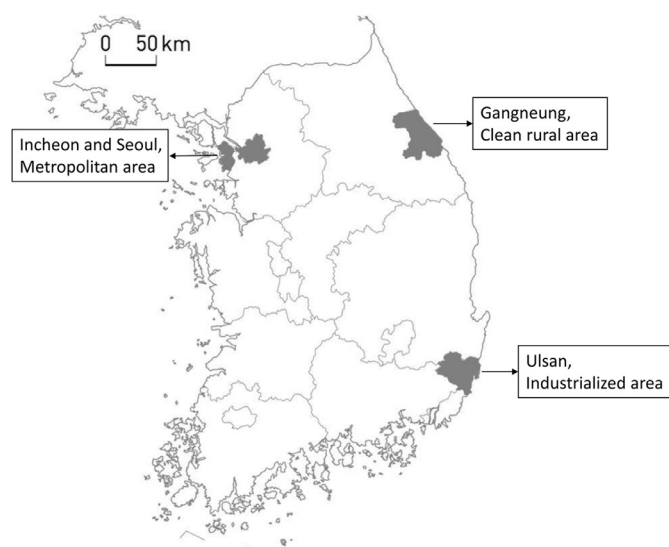 0 50 km
Gangneung,
Clean rural area
Incheon and Seoul,
Metropolitan area
Ulsan,
Industrialized area